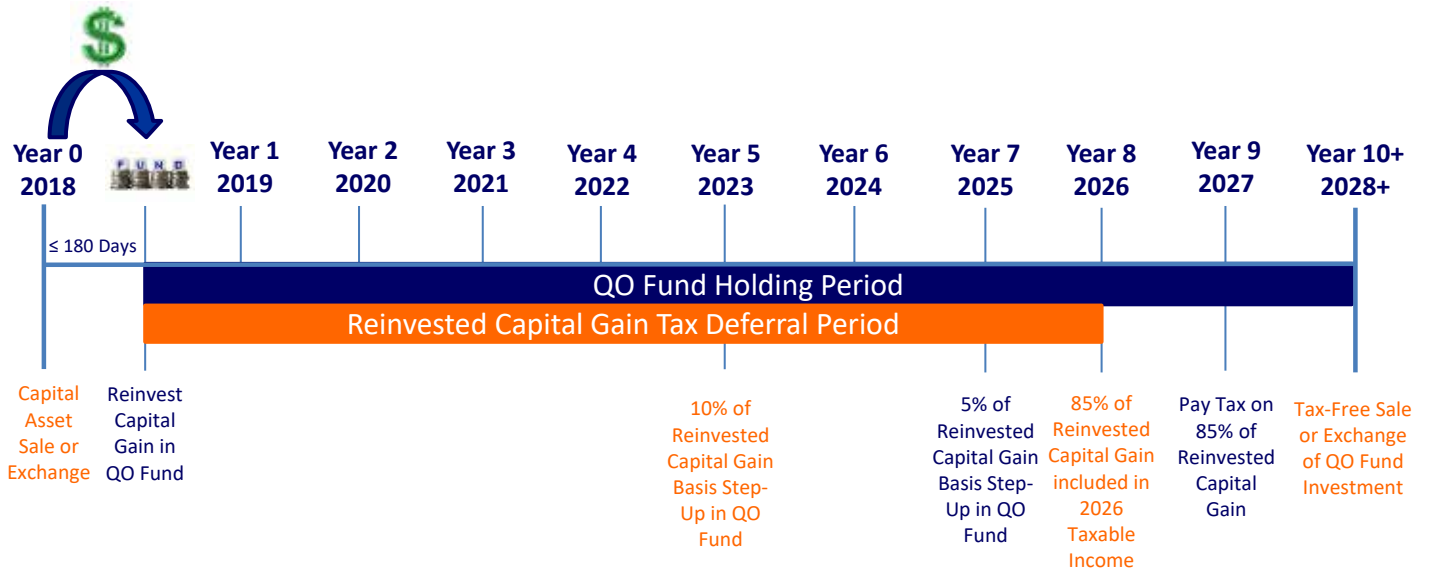 $
Year 0
2018
FUND
Year 1
2019
Year 2
2020
Year 3
2021
Year 4
2022
Year 5
2023
Year 6
2024
Year 7
2025
Year 8
2026
Year 9
2027
Year 10+
2028+
≤ 180 Days
QO Fund Holding Period
Reinvested Capital Gain Tax Deferral Period
Capital
Asset
Sale or
Exchange
Reinvest
Capital
Gain in
QO Fund
10% of
Reinvested
Capital Gain
Basis Step-
Up in QO
Fund
5% of
Reinvested
Capital Gain
Basis Step-
Up in QO
Fund
85% of
Reinvested
Capital Gain
included in
2026
Taxable
Income
Pay Tax on
85% of
Reinvested
Capital
Gain
Tax-Free Sale
or Exchange
of QO Fund
Investment